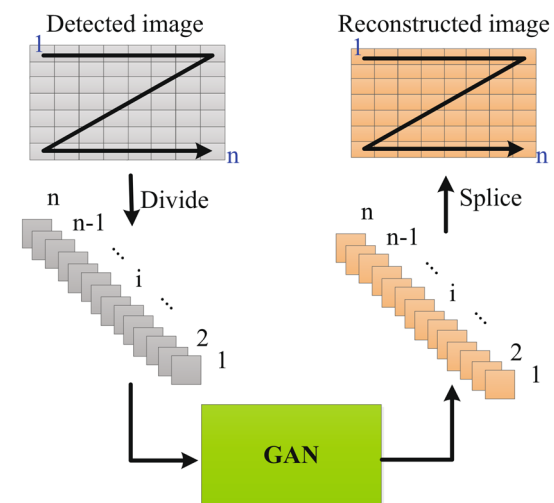 Detected image
Reconstructed image
1
1
n
n
Divide
Splice
n
n-1
...
i
...
2
1
n
n-1
...
i
...
2
1
GAN